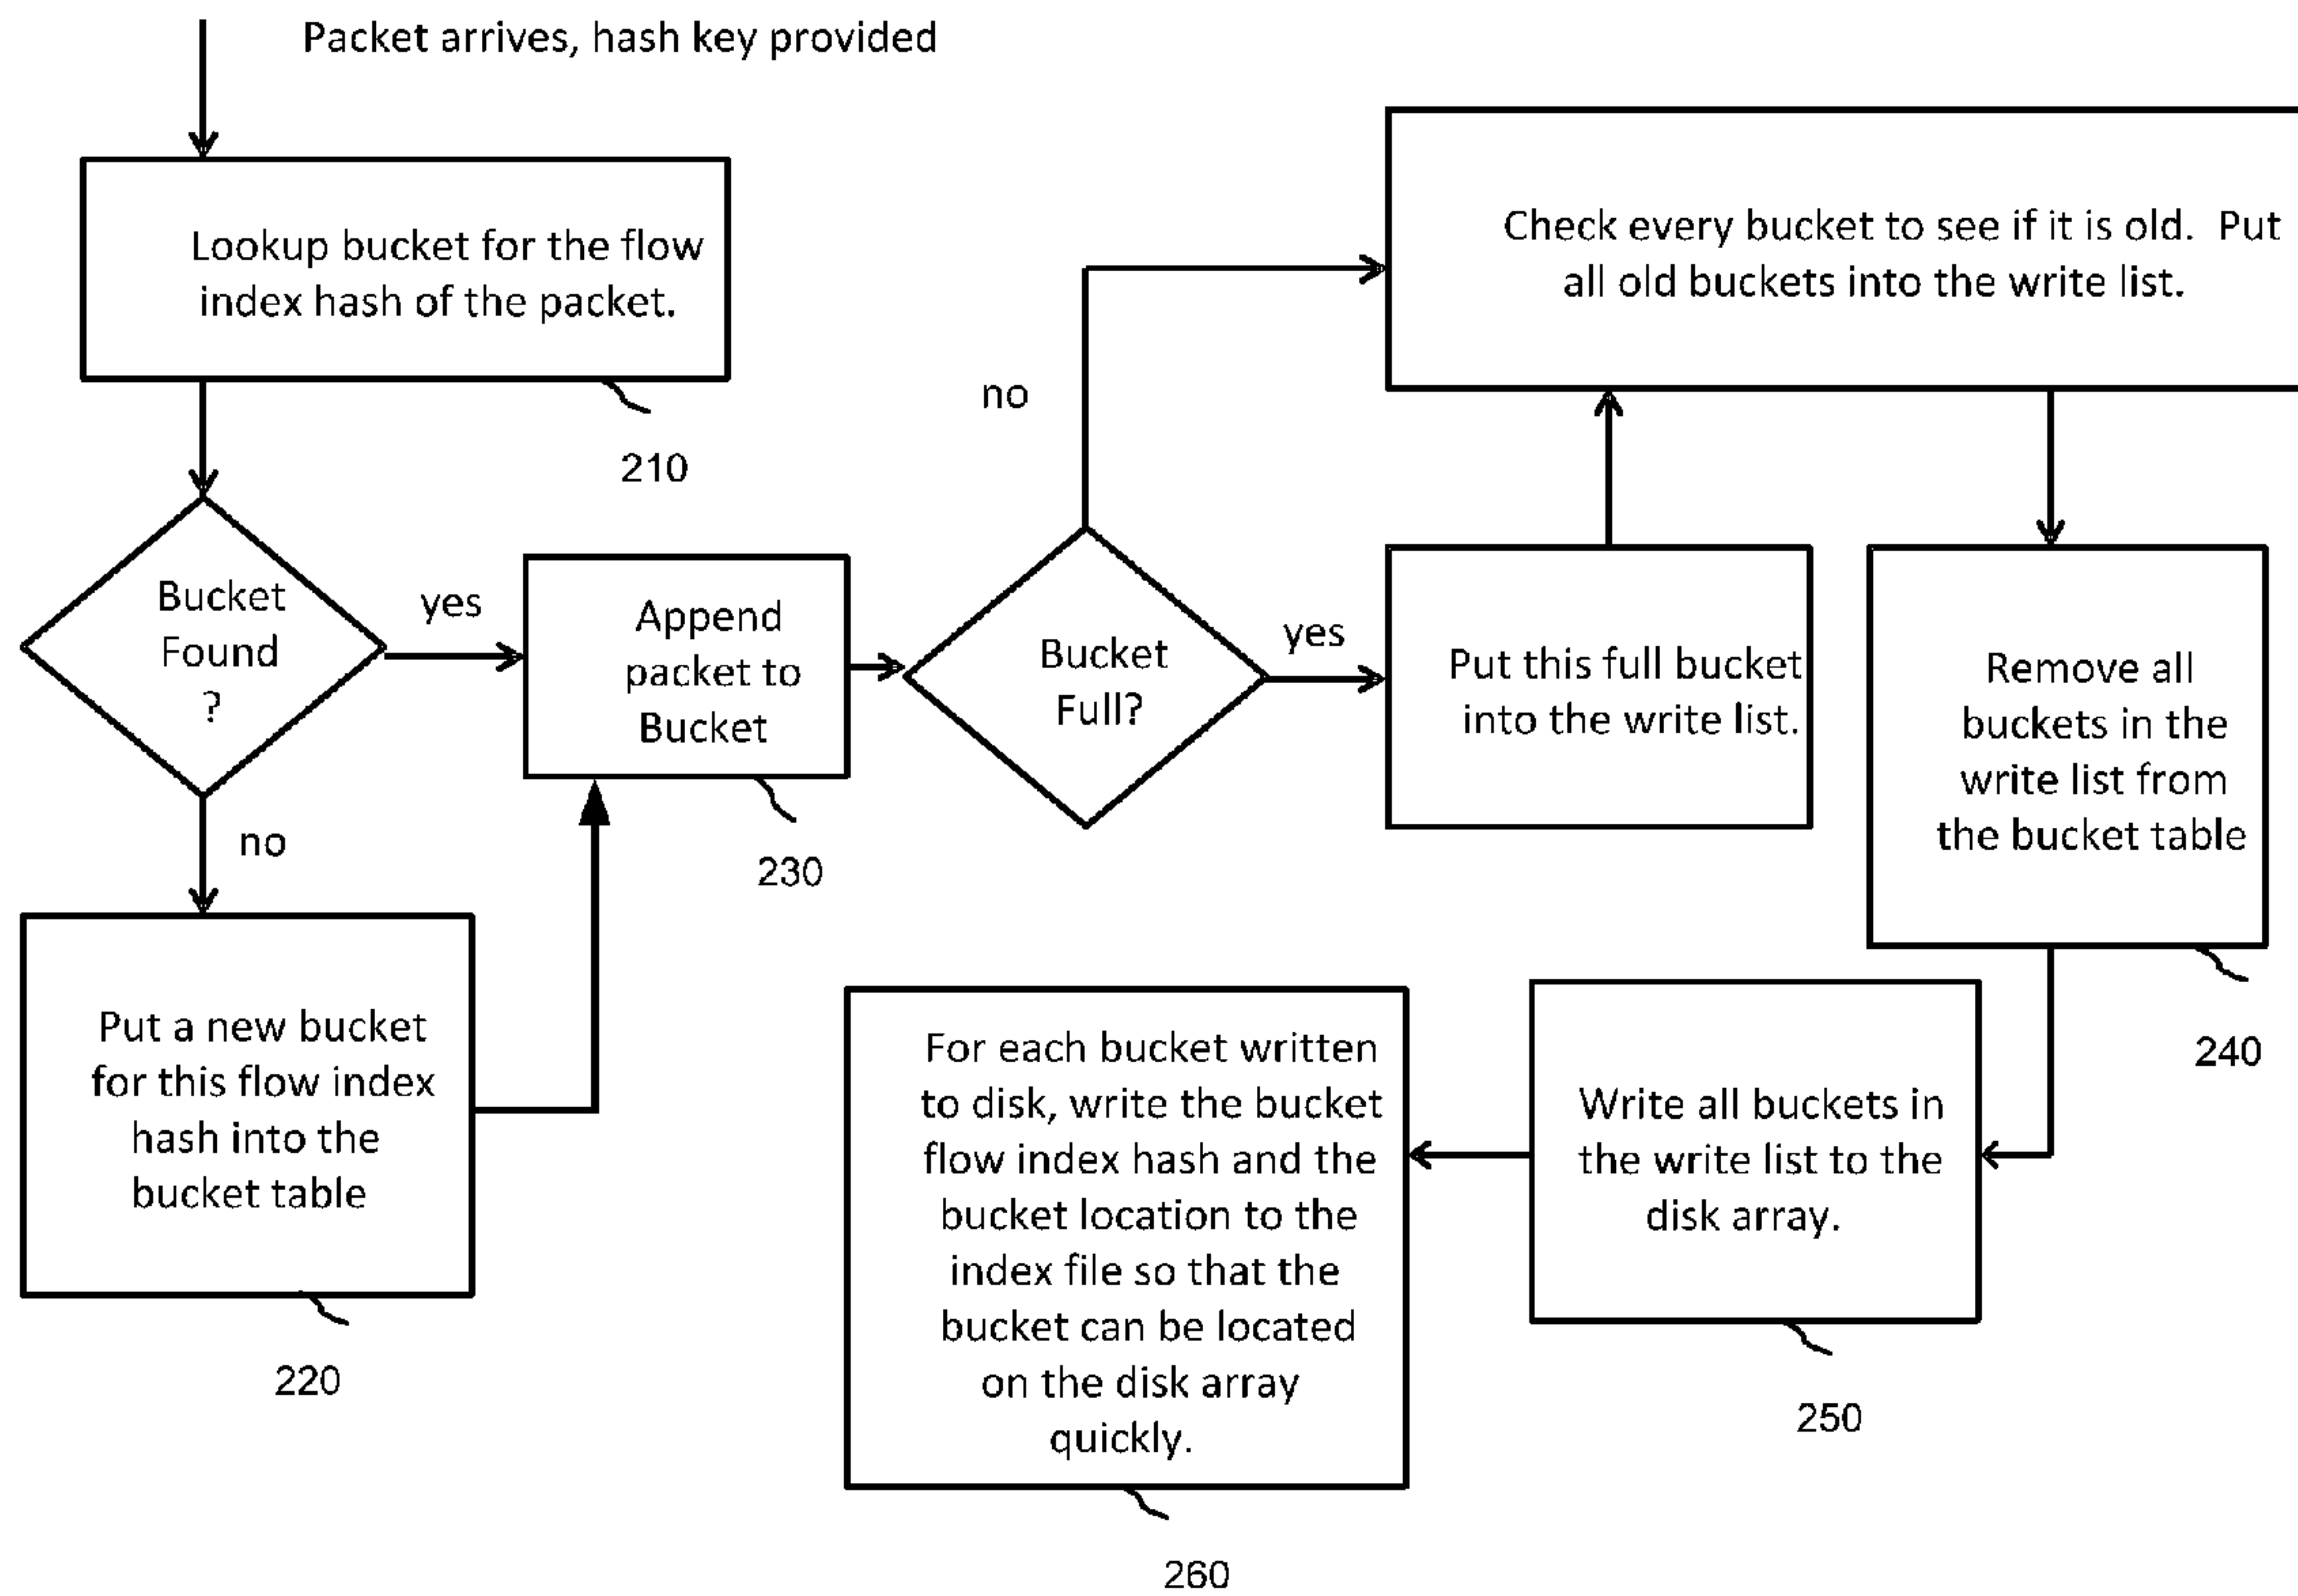 Packet arrives, hash key provided
Lookup bucket for the flow
index hash of the packet.
210
Bucket
Found
?
yes
no
Put a new bucket
for this flow index
hash into the
bucket table
220
Append
packet to
Bucket
230
Bucket
Full?
no
yes
Put this full bucket
into the write list.
Check every bucket to see if it is old.  Put
all old buckets into the write list.
Remove all
buckets in the
write list from
the bucket table
240
Write all buckets in
the write list to the
disk array.
250
For each bucket written
to disk, write the bucket
flow index hash and the
bucket location to the
index file so that the
bucket can be located
on the disk array
quickly.
260